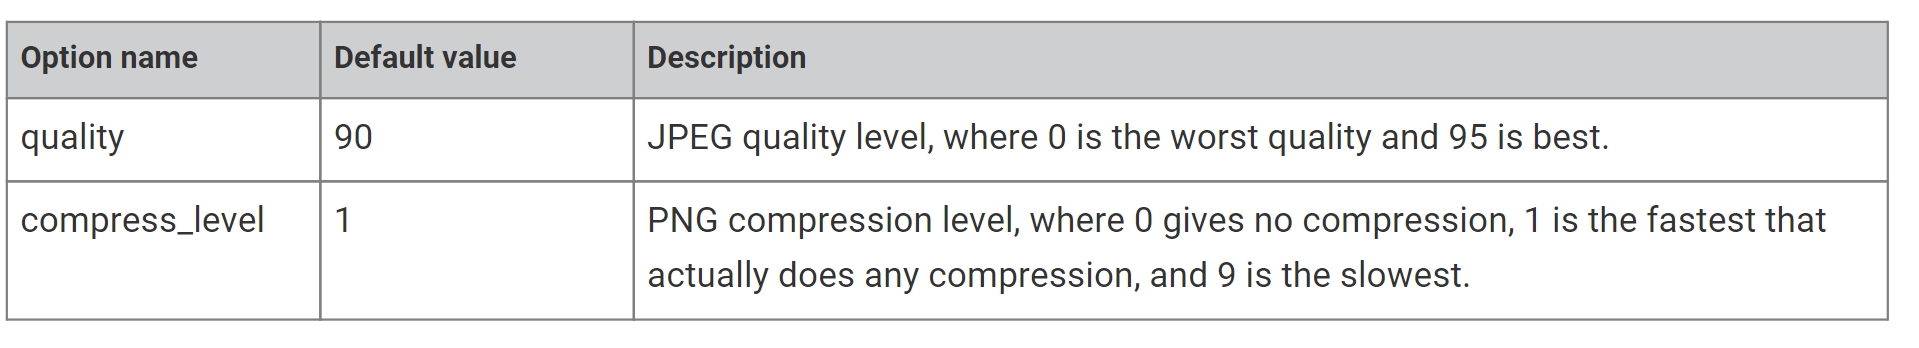 Option name Default value Description
quality 90 JPEG quality level, where 0 is the worst quality and 95 is best.
compress_level 1 PNG compression level, where 0 gives no compression, 1 is the fastest that
actually does any compression, and 9 is the slowest.